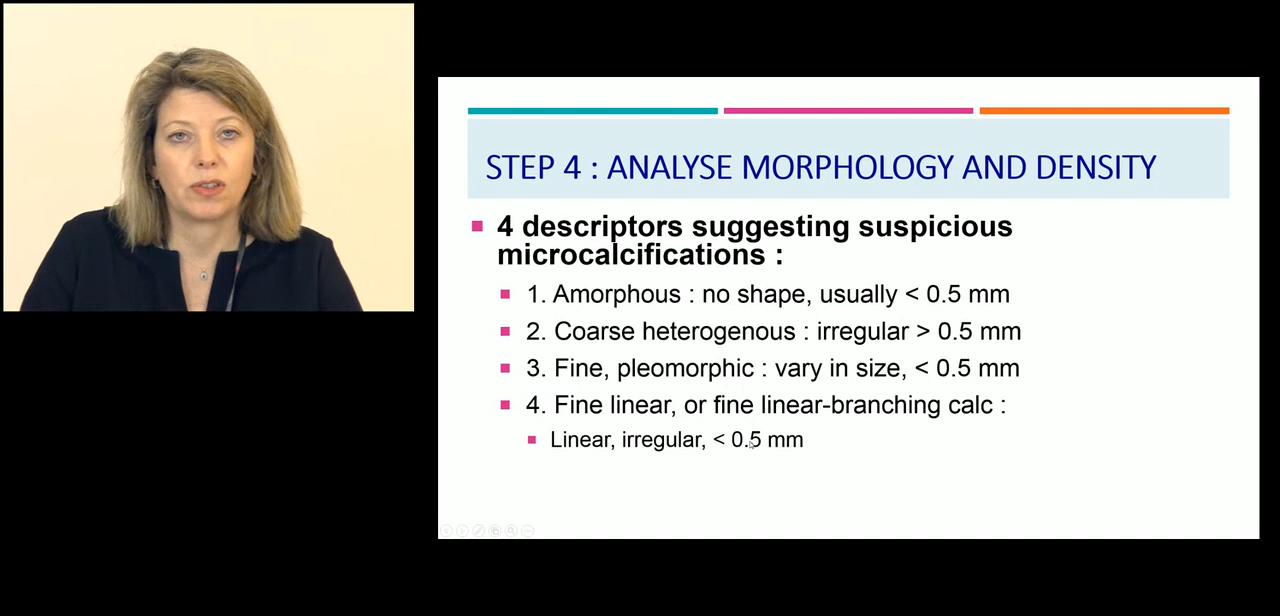 STEP 4 : ANALYSE MORPHOLOGY AND DENSITY
4 descriptors suggesting suspicious
microcalcifications :
1. Amorphous : no shape, usually < 0.5 mm
2. Coarse heterogenous : irregular > 0.5 mm
3. Fine, pleomorphic : vary in size, < 0.5 mm
4. Fine linear, or fine linear-branching calc :
Linear, irregular, < 0.5 mm